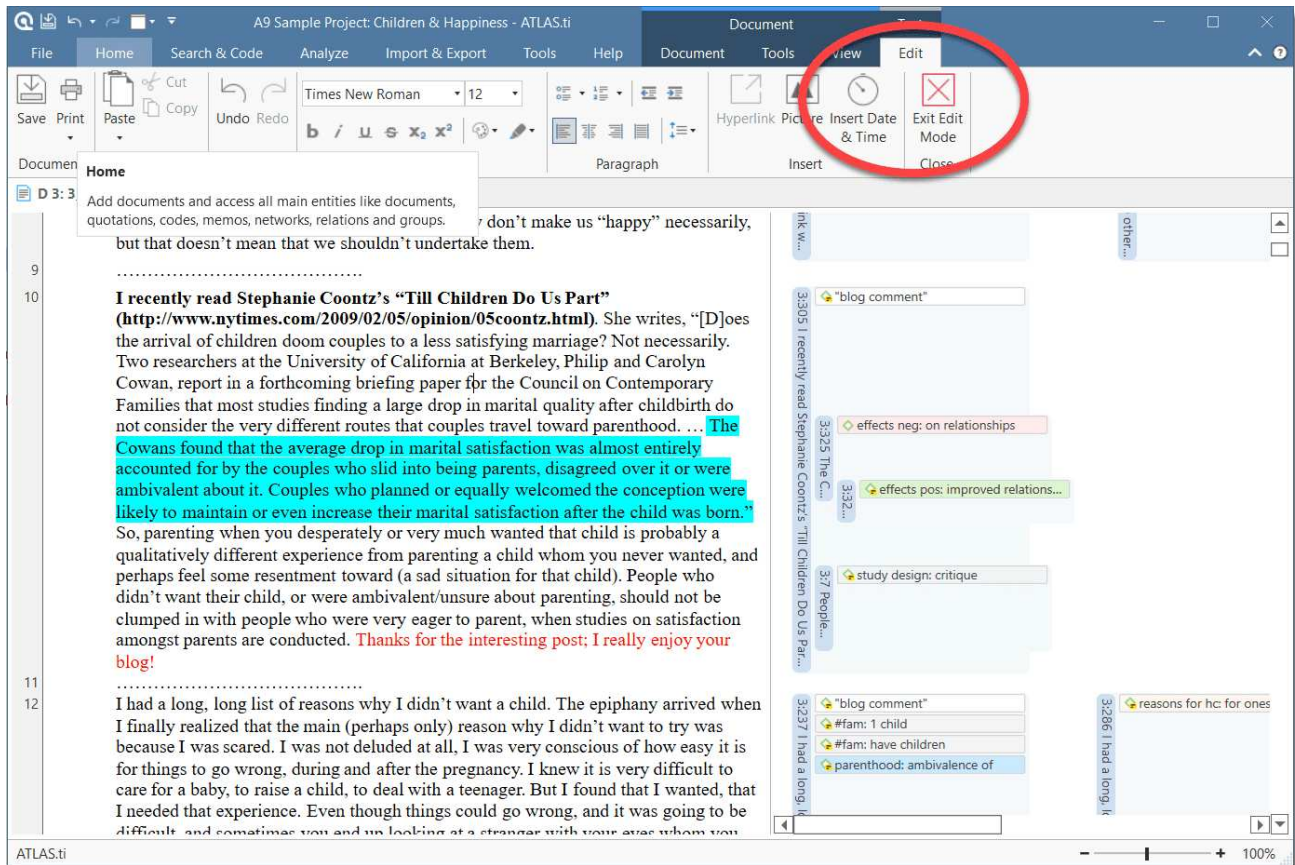 A9 Sample Project: Children & Happiness - ATLAS.ti
Document
File Home Search & Code Analyze Import & Export Tools Help Document Tools View Edit
Cut
Copy
Save Print Paste Undo Redo
Times New Roman 12
Hyperlink Picture Insert Date & Time Exit Edit Mode
Documen Paragraph Insert Close
Home
Add documents and access all main entities like documents,
quotations, codes, memos, networks, relations and groups.
D 3: 3
don't make us “happy” necessarily,
but that doesn't mean that we shouldn't undertake them.
9 …………………………………
10 I recently read Stephanie Coontz's “Till Children Do Us Part”
(http://www.nytimes.com/2009/02/05/opinion/05coontz.html). She writes, “[D]oes
the arrival of children doom couples to a less satisfying marriage? Not necessarily.
Two researchers at the University of California at Berkeley, Philip and Carolyn
Cowan, report in a forthcoming briefing paper for the Council on Contemporary
Families that most studies finding a large drop in marital quality after childbirth do
not consider the very different routes that couples travel toward parenthood. … The
Cowans found that the average drop in marital satisfaction was almost entirely
accounted for by the couples who slid into being parents, disagreed over it or were
ambivalent about it. Couples who planned or equally welcomed the conception were
likely to maintain or even increase their marital satisfaction after the child was born.”
So, parenting when you desperately or very much wanted that child is probably a
qualitatively different experience from parenting a child whom you never wanted, and
perhaps feel some resentment toward (a sad situation for that child). People who
didn't want their child, or were ambivalent/unsure about parenting, should not be
clumped in with people who were very eager to parent, when studies on satisfaction
amongst parents are conducted. Thanks for the interesting post; I really enjoy your
blog!
11 …………………………………
12 I had a long, long list of reasons why I didn't want a child. The epiphany arrived when
I finally realized that the main (perhaps only) reason why I didn't want to try was
because I was scared. I was not deluded at all, I was very conscious of how easy it is
for things to go wrong, during and after the pregnancy. I knew it is very difficult to
care for a baby, to raise a child, to deal with a teenager. But I found that I wanted, that
I needed that experience. Even though things could go wrong, and it was going to be
difficult, and sometimes you end up looking at a stranger with your eyes whom you
ink w...
other...
3:305 I recently read Stephanie Coontz's "Till Children Do Us Par...
"blog comment"
3:325 The C...
effects neg: on relationships
3:32...
effects pos: improved relations...
3:7 People...
study design: critique
3:237 I had a long, l
"blog comment"
#fam: 1 child
#fam: have children
parenthood: ambivalence of
3:286 I had a long, l
reasons for hc: for ones
ATLAS.ti
100%